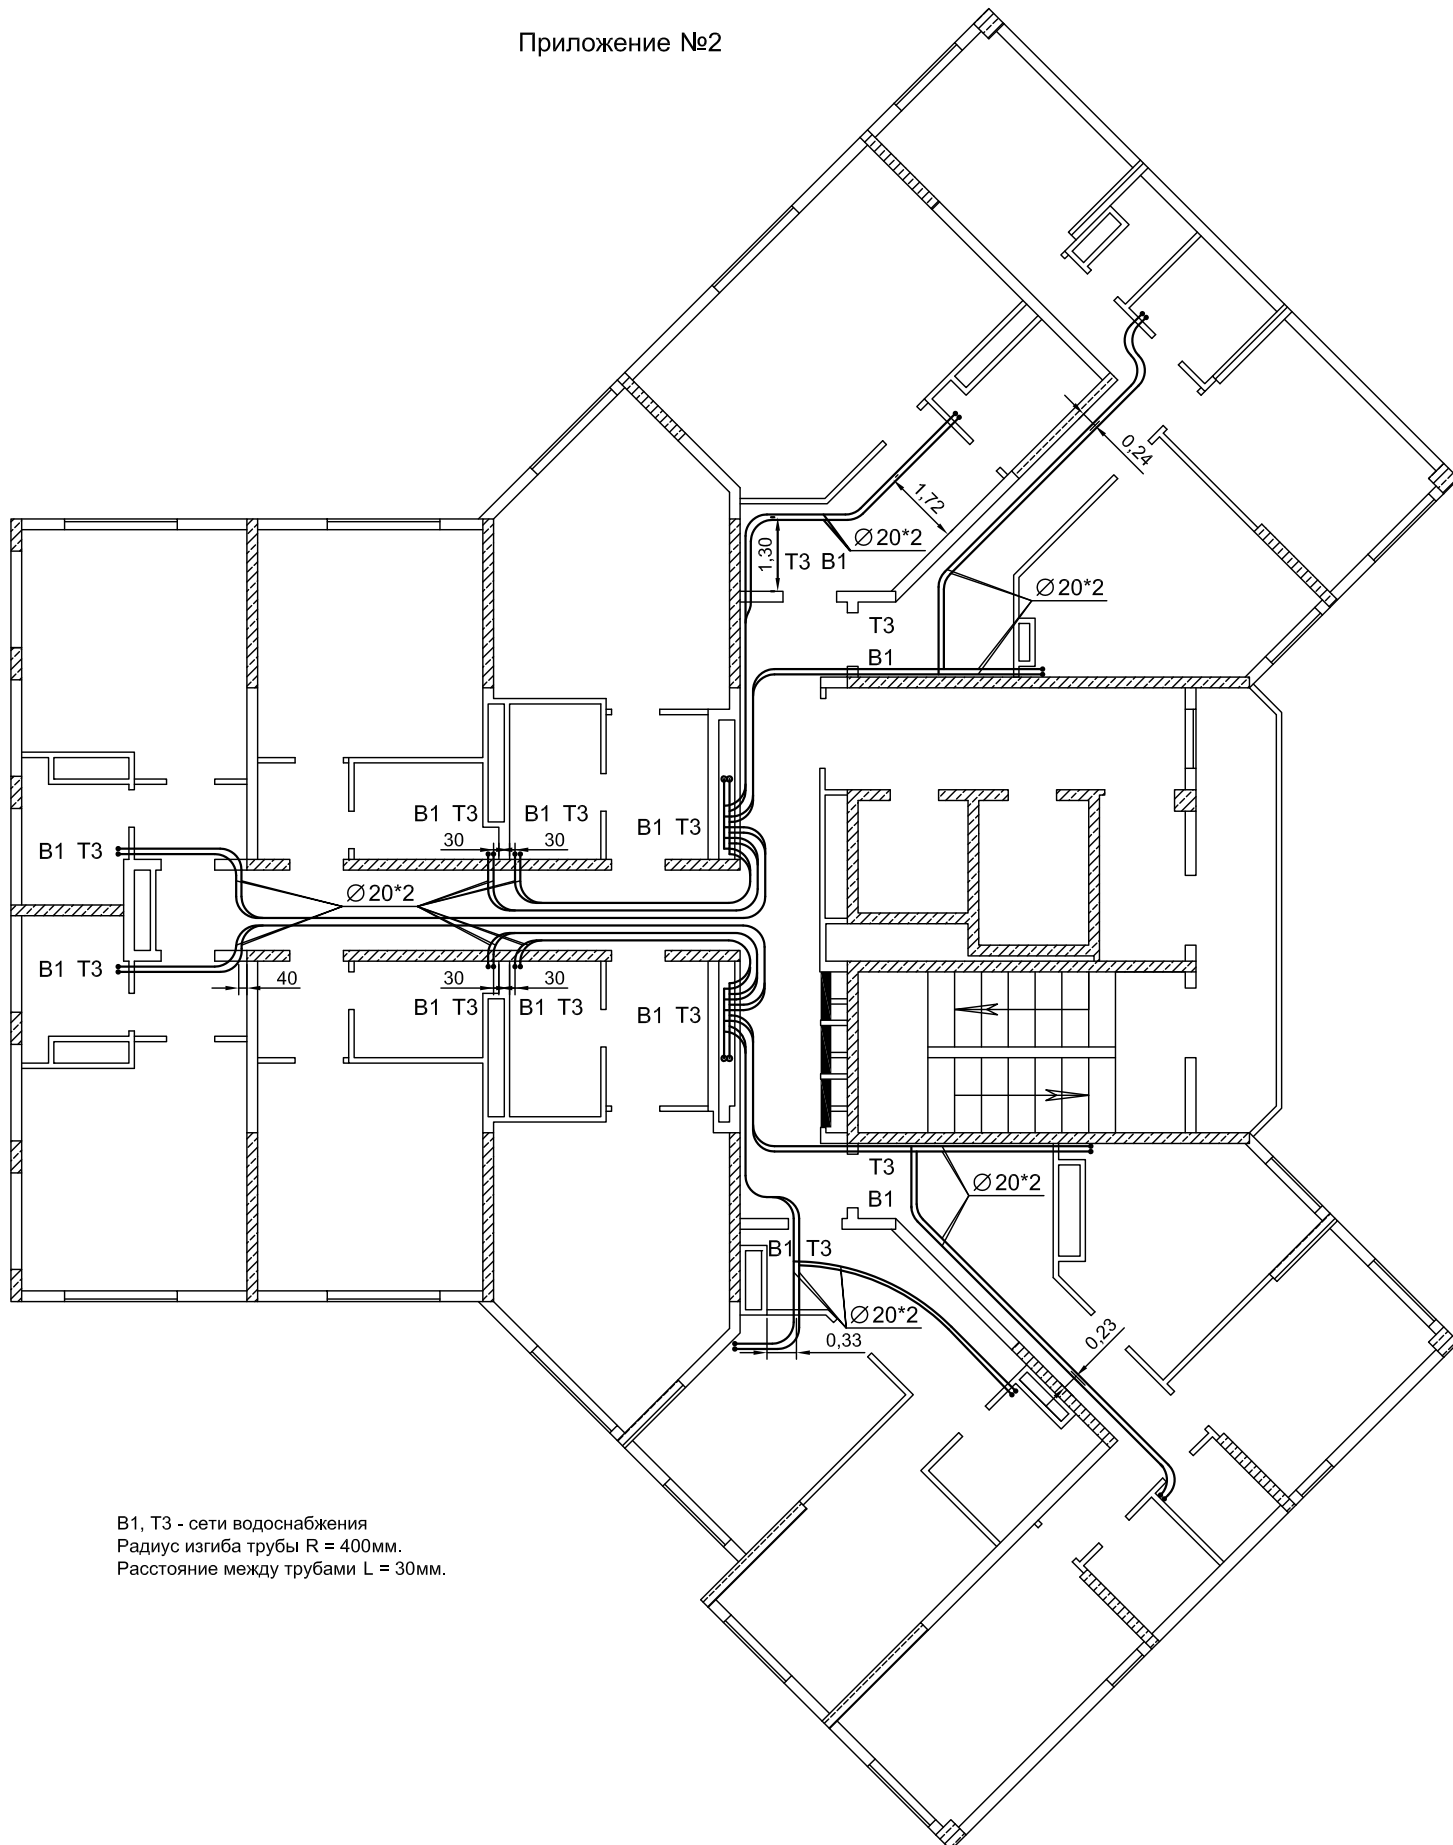 Приложение №2
0,24
1,72
∅20*2
1,30
Т3 В1
∅20*2
Т3
В1
В1 Т3
В1 Т3
В1 Т3
30
30
В1 Т3
∅20*2
В1 Т3
40
30
30
В1 Т3
В1 Т3
В1 Т3
Т3
В1
∅20*2
В1 Т3
∅20*2
0,33
0,23
В1, Т3 - сети водоснабжения
Радиус изгиба трубы R = 400мм.
Расстояние между трубами L = 30мм.